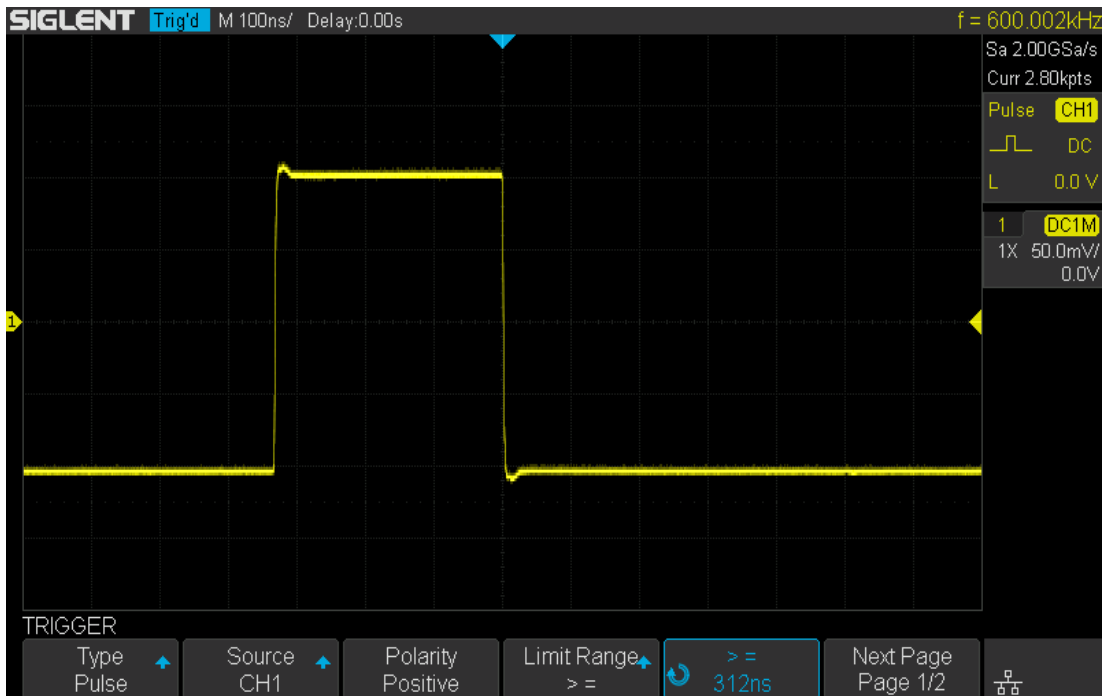 SIGLENT Trig'd M 100ns/ Delay:0.00s f = 600.002kHz
Sa 2.00GSa/s
Curr 2.80kpts
Pulse CH1
DC
L 0.0 V
1 DC1M
1X 50.0mV/
0.0V
1
TRIGGER
Type Source Polarity Limit Range > = Next Page
Pulse CH1 Positive > = 312ns Page 1/2